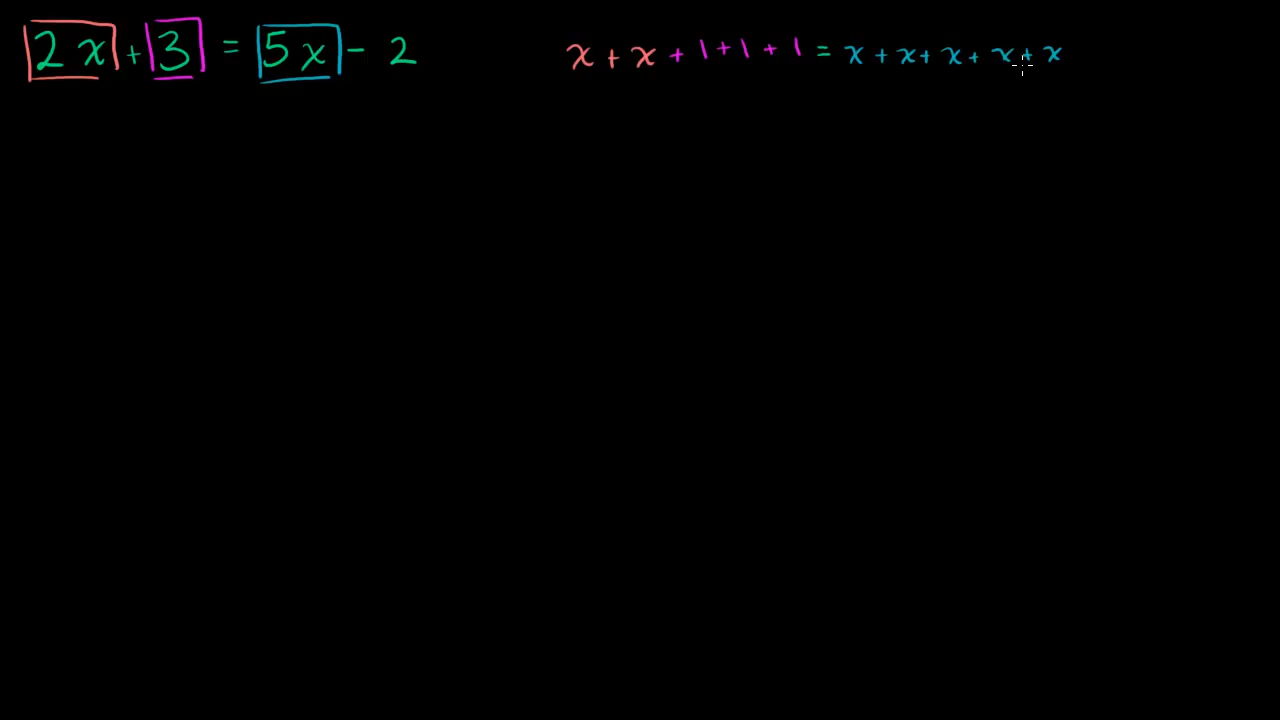 2x + 3 = 5x - 2
x + x + 1 + 1 + 1 = x + x + x + x + x